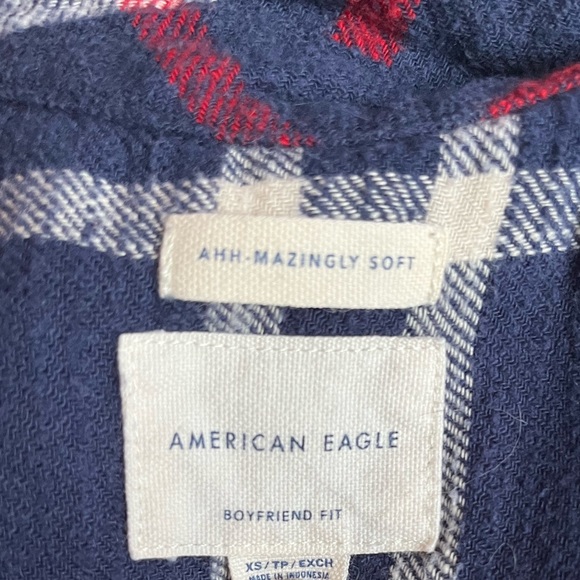 AHH-MAZINGLY SOFT
AMERICAN EAGLE
BOYFRIEND FIT
XS/TP/EXCH
MADE IN INDONESIA